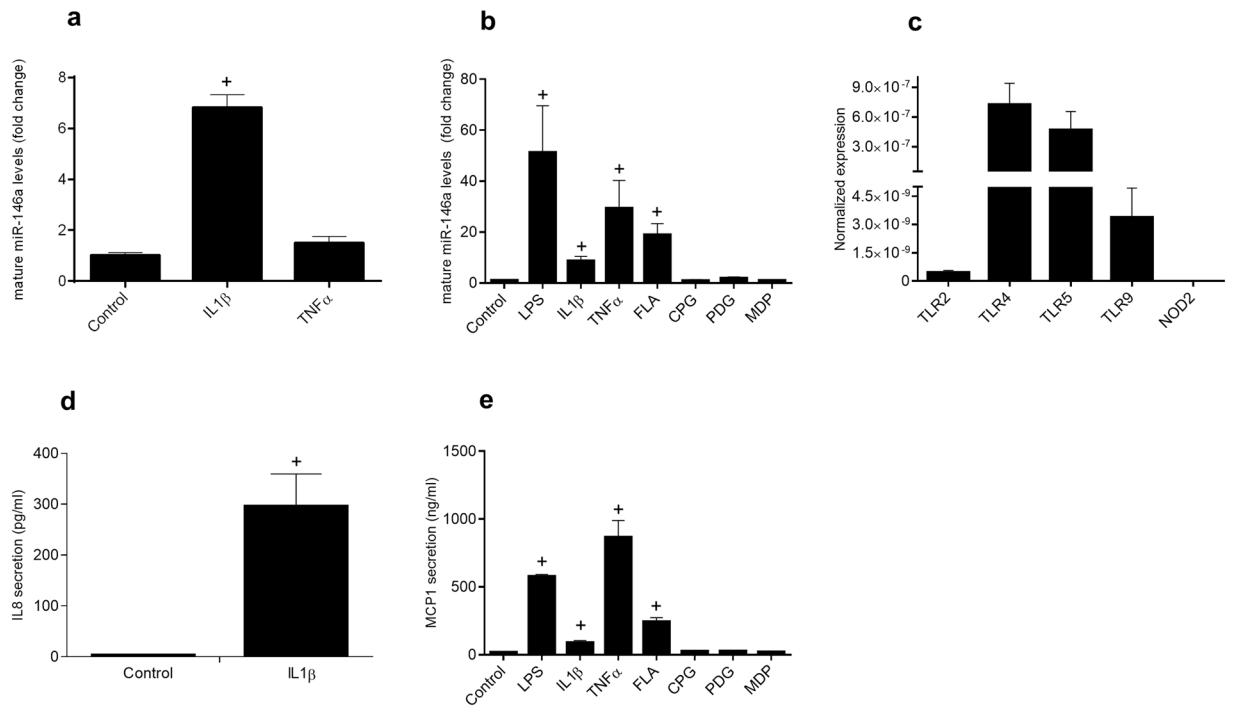 a
mature miR-146a levels (fold change)
8
6
4
2
0
+
Control
IL1β
TNFα
b
mature miR-146a levels (fold change)
80
60
40
20
0
+
+
+
+
Control
LPS
IL1β
TNFα
FLA
CPG
PDG
MDP
c
Normalized expression
9.0×10⁻⁷
6.0×10⁻⁷
3.0×10⁻⁷
4.5×10⁻⁹
3.0×10⁻⁹
1.5×10⁻⁹
0
TLR2
TLR4
TLR5
TLR9
NOD2
d
IL8 secretion (pg/ml)
400
300
200
100
0
+
Control
IL1β
e
MCP1 secretion (ng/ml)
1500
1000
500
0
+
+
+
+
Control
LPS
IL1β
TNFα
FLA
CPG
PDG
MDP